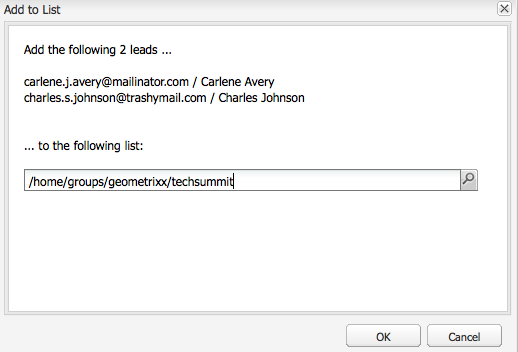 Add to List
Add the following 2 leads ...
carlene.j.avery@mailinator.com / Carlene Avery
charles.s.johnson@trashymail.com / Charles Johnson
... to the following list:
/home/groups/geometrixx/techsummit
OK Cancel